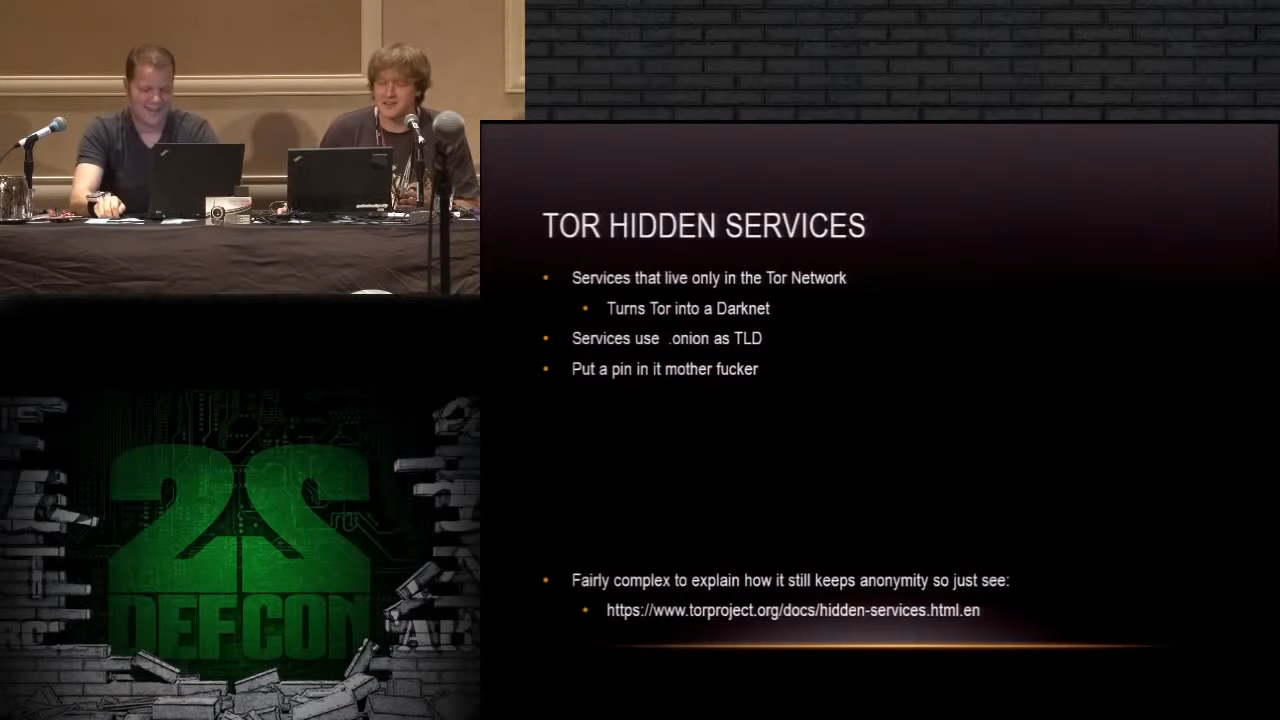 TOR HIDDEN SERVICES
Services that live only in the Tor Network
Turns Tor into a Darknet
Services use .onion as TLD
Put a pin in it mother fucker
Fairly complex to explain how it still keeps anonymity so just see:
https://www.torproject.org/docs/hidden-services.html.en
22
DEFCON